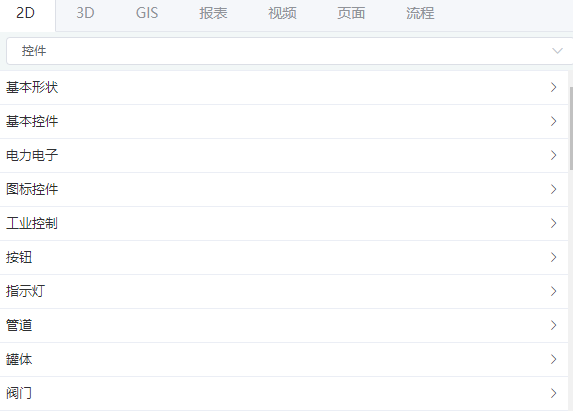 2D 3D GIS 报表 视频 页面 流程
控件
基本形状
基本控件
电力电子
图标控件
工业控制
按钮
指示灯
管道
罐体
阀门